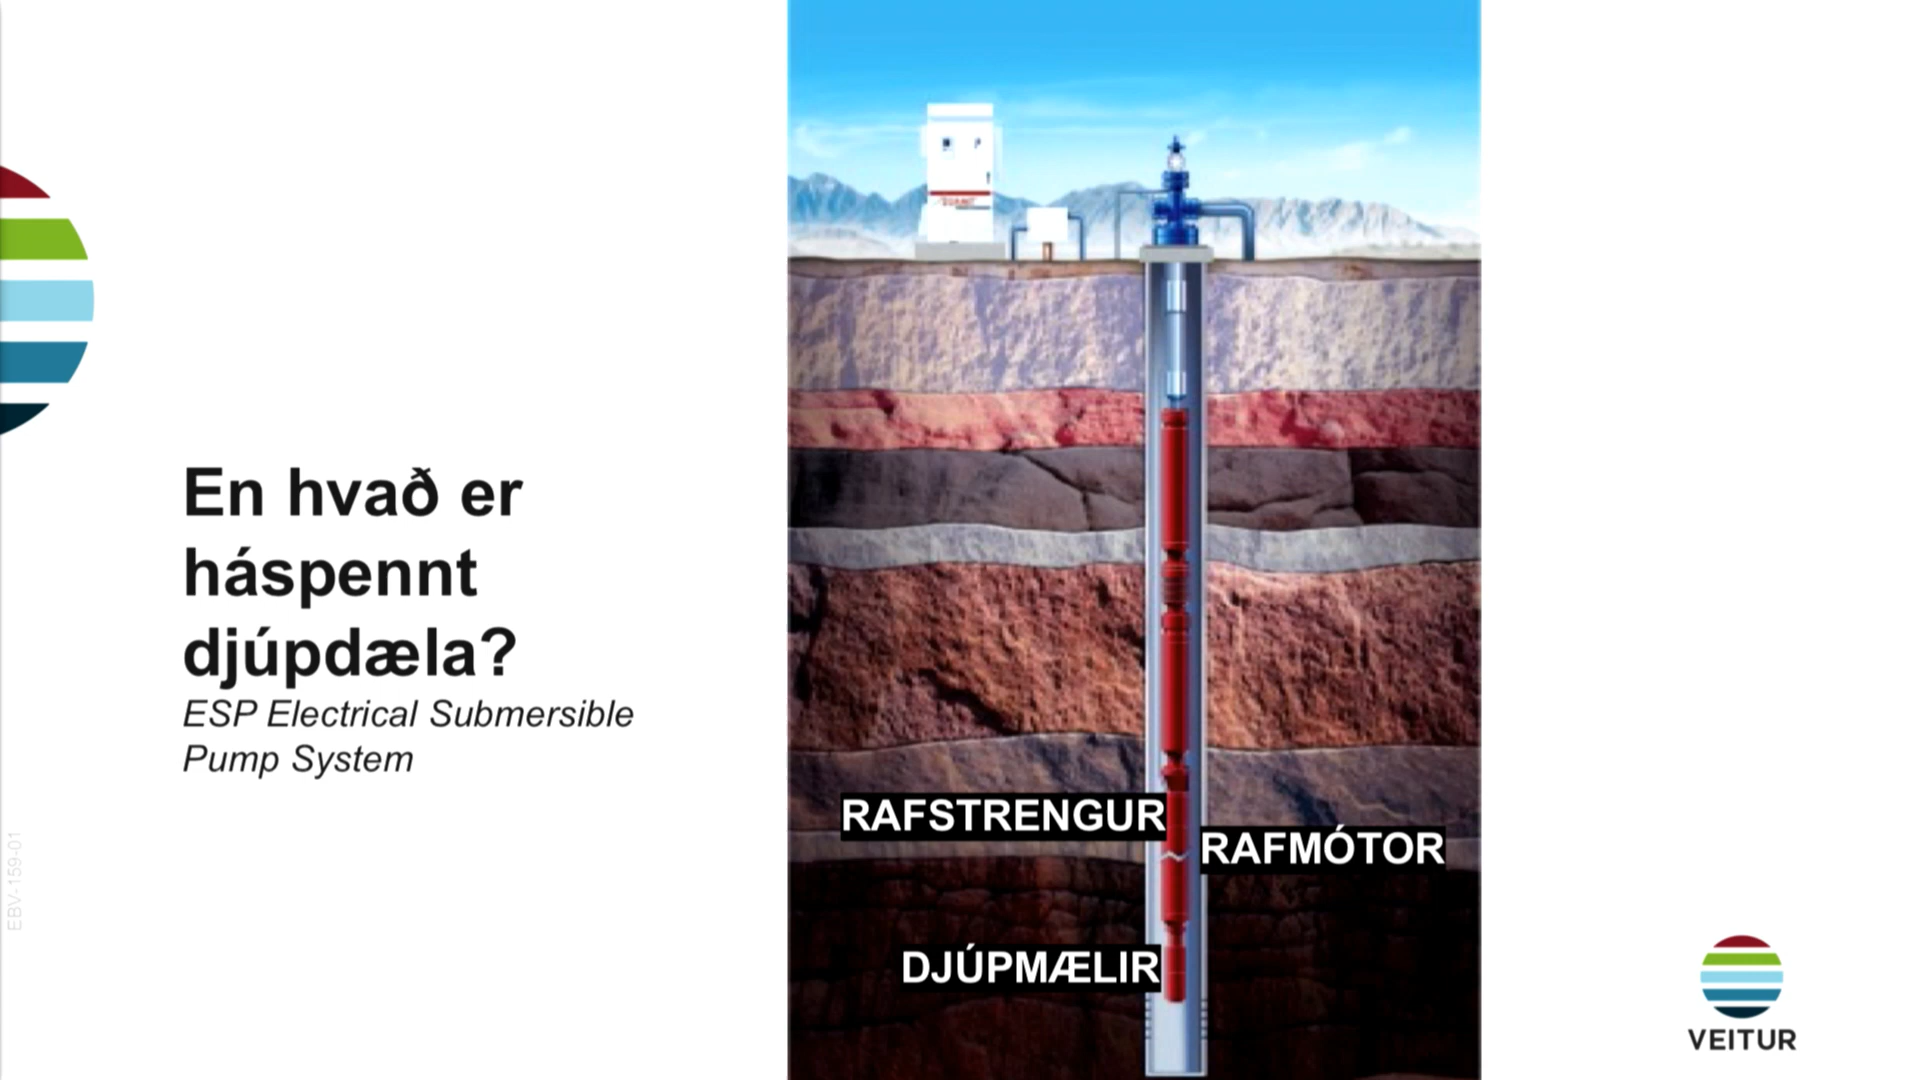 En hvað er
háspennt
djúpdæla?
ESP Electrical Submersible
Pump System
RAFSTRENGUR
RAFMÓTOR
DJÚPMÆLIR
EBV-159-01
VEITUR